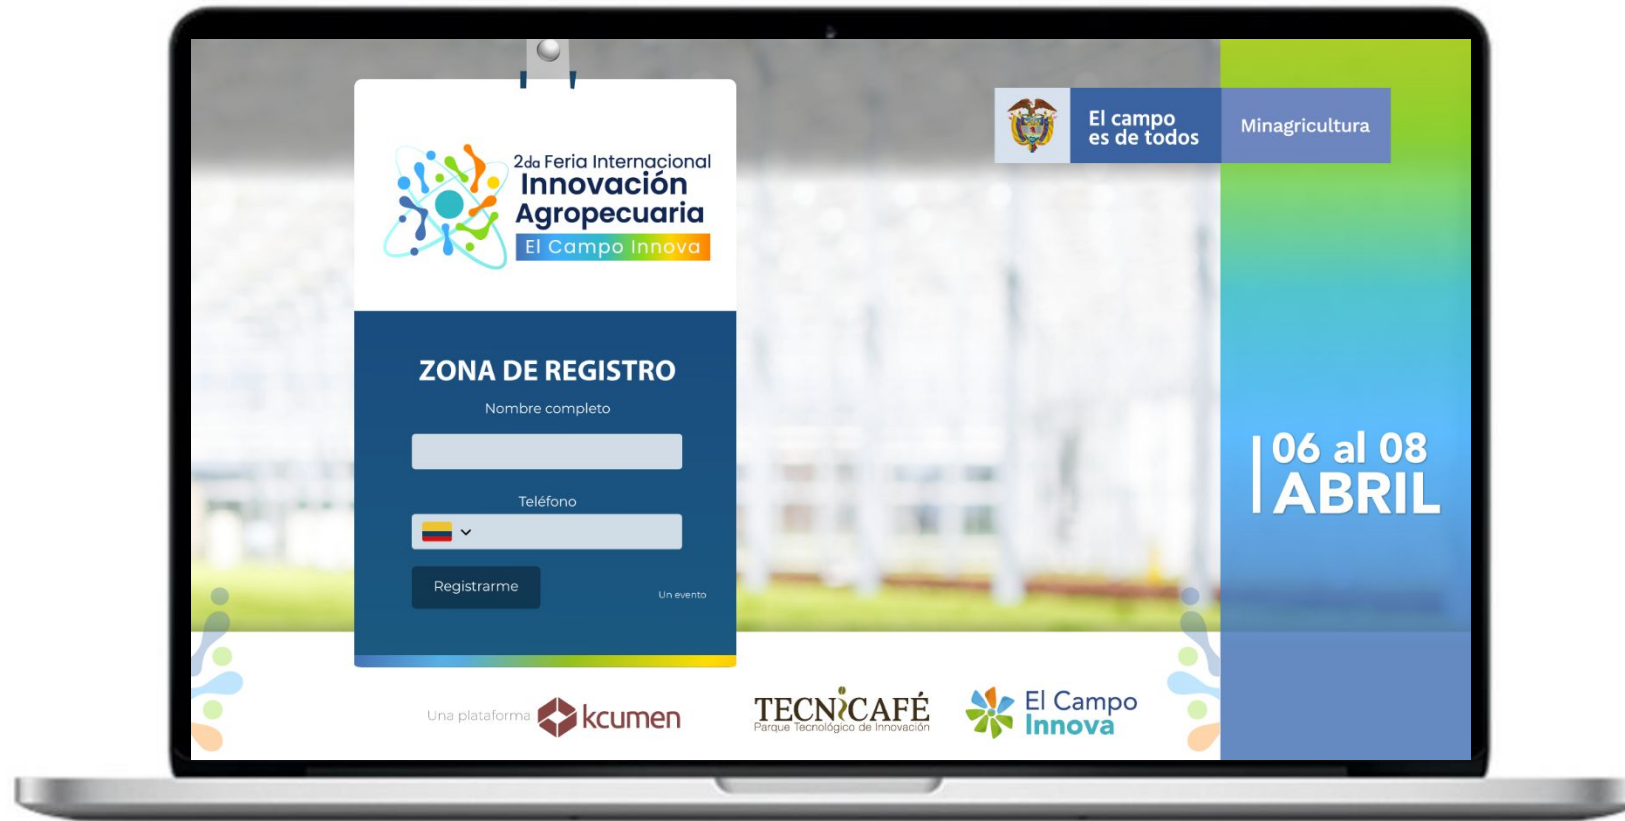 2da Feria Internacional
Innovación
Agropecuaria
El Campo Innova
ZONA DE REGISTRO
Nombre completo
Teléfono
Registrarme
Un evento
El campo
es de todos
Minagricultura
06 al 08
ABRIL
Una plataforma kcumen
TECNICAFÉ
Parque Tecnológico de Innovación
El Campo
Innova